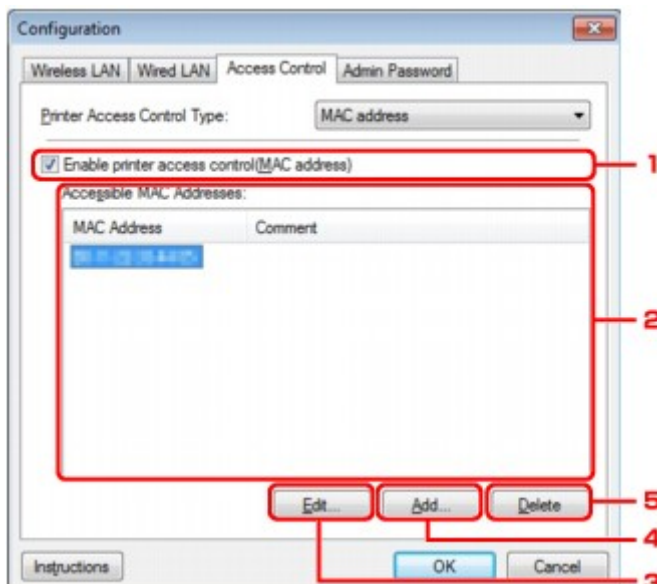 Configuration
Wireless LAN Wired LAN Access Control Admin Password
Printer Access Control Type: MAC address
Enable printer access control(MAC address) 1
Accessible MAC Addresses:
MAC Address Comment
2
Edit... Add... Delete 5
4
Instructions OK Cancel
3